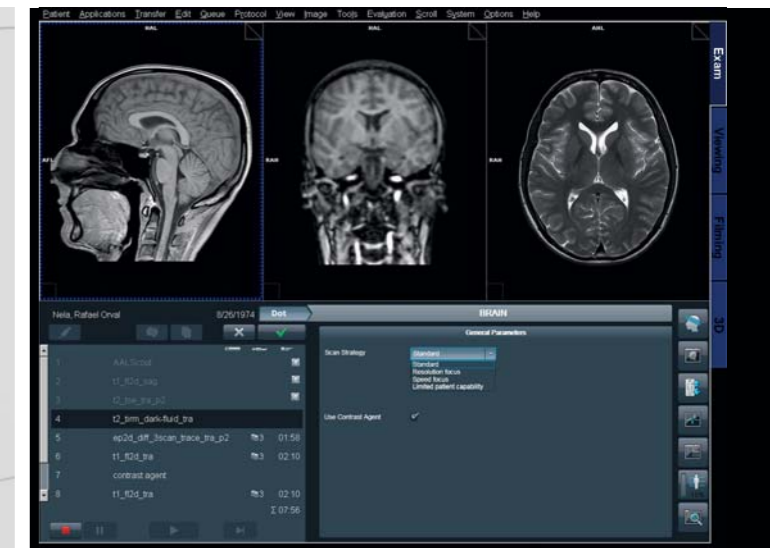 Patient Applications Transfer Edit Queue Protocol View Image Tools Evaluation Scroll System Options Help
Exam
Viewing
Filming
3D
Nela, Rafael Orval 8/26/1974 Dot BRAIN
General Parameters
Scan Strategy Standard
Standard
Resolution focus
Speed focus
Limited patient capability
Use Contrast Agent
1 AALScout
2 t1_fl2d_sag
3 t2_tse_tra_p2
4 t2_tirm_dark-fluid_tra
5 ep2d_diff_3scan_trace_tra_p2 3 01:58
6 t1_fl2d_tra 3 02:10
7 contrast agent
8 t1_fl2d_tra 3 02:10
Σ 07:56